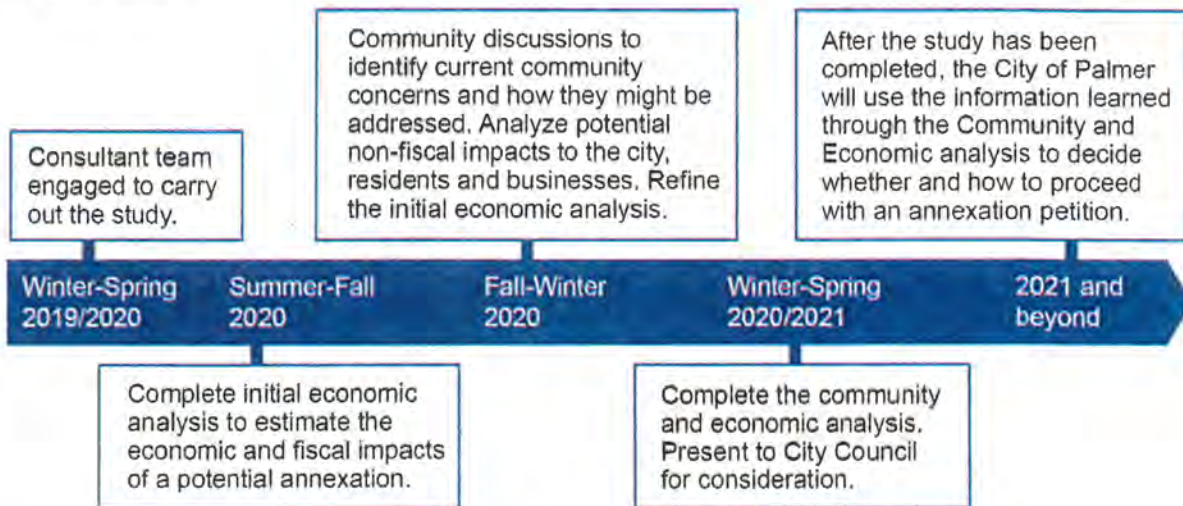 Consultant team
engaged to carry
out the study.
Community discussions to
identify current community
concerns and how they might be
addressed. Analyze potential
non-fiscal impacts to the city,
residents and businesses. Refine
the initial economic analysis.
After the study has been
completed, the City of Palmer
will use the information learned
through the Community and
Economic analysis to decide
whether and how to proceed
with an annexation petition.
Winter-Spring
2019/2020
Summer-Fall
2020
Fall-Winter
2020
Winter-Spring
2020/2021
2021 and
beyond
Complete initial economic
analysis to estimate the
economic and fiscal impacts
of a potential annexation.
Complete the community
and economic analysis.
Present to City Council
for consideration.